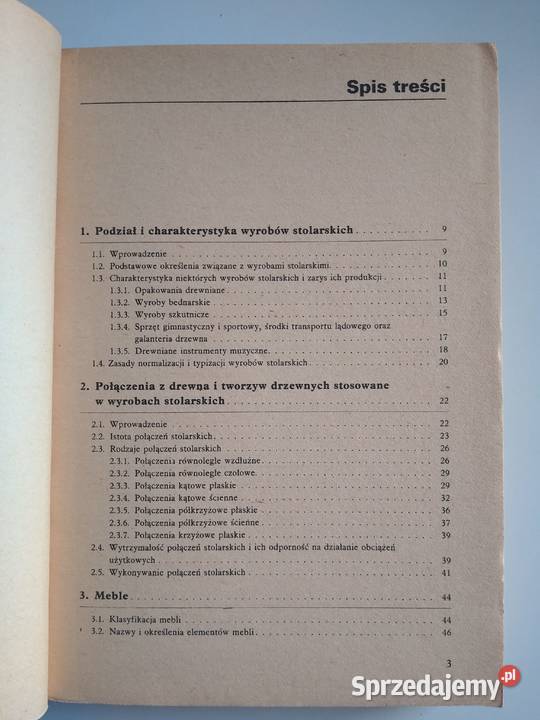 Spis treści
1. Podział i charakterystyka wyrobów stolarskich . . . . . . . . . . . . . 9
1.1. Wprowadzenie . . . . . . . . . . . . . . . . . . . . . . . . . 9
1.2. Podstawowe określenia związane z wyrobami stolarskimi. . . . . . . . . . . . . 10
1.3. Charakterystyka niektórych wyrobów stolarskich i zarys ich produkcji . . . . . . . 11
1.3.1. Opakowania drewniane . . . . . . . . . . . . . . . . . . . . 11
1.3.2. Wyroby bednarskie . . . . . . . . . . . . . . . . . . . . 13
1.3.3. Wyroby szkutnicze . . . . . . . . . . . . . . . . . . . . 15
1.3.4. Sprzęt gimnastyczny i sportowy, środki transportu lądowego oraz
galanteria drzewna . . . . . . . . . . . . . . . . . . . . 17
1.3.5. Drewniane instrumenty muzyczne. . . . . . . . . . . . . . . . . . 18
1.4. Zasady normalizacji i typizacji wyrobów stolarskich . . . . . . . . . . . . . 20
2. Połączenia z drewna i tworzyw drzewnych stosowane
w wyrobach stolarskich . . . . . . . . . . . . . . . . . . . . 22
2.1. Wprowadzenie . . . . . . . . . . . . . . . . . . . . . . . . . 22
2.2. Istota połączeń stolarskich. . . . . . . . . . . . . . . . . . . . 23
2.3. Rodzaje połączeń stolarskich . . . . . . . . . . . . . . . . . . . . 26
2.3.1. Połączenia równoległe wzdłużne . . . . . . . . . . . . . . . . 26
2.3.2. Połączenia równoległe czołowe. . . . . . . . . . . . . . . . . 29
2.3.3. Połączenia kątowe płaskie . . . . . . . . . . . . . . . . . . 29
2.3.4. Połączenia kątowe ścienne . . . . . . . . . . . . . . . . . . 32
2.3.5. Połączenia półkrzyżowe płaskie . . . . . . . . . . . . . . . . 36
2.3.6. Połączenia półkrzyżowe ścienne . . . . . . . . . . . . . . . . 37
2.3.7. Połączenia krzyżowe płaskie . . . . . . . . . . . . . . . . . 39
2.4. Wytrzymałość połączeń stolarskich i ich odporność na działanie obciążeń
użytkowych . . . . . . . . . . . . . . . . . . . . . . . . . 39
2.5. Wykonywanie połączeń stolarskich . . . . . . . . . . . . . . . . . . 41
3. Meble . . . . . . . . . . . . . . . . . . . . . . . . . . . . 44
3.1. Klasyfikacja mebli . . . . . . . . . . . . . . . . . . . . . . . 44
3.2. Nazwy i określenia elementów mebli . . . . . . . . . . . . . . . . . 46
3
Sprzedajemy.pl